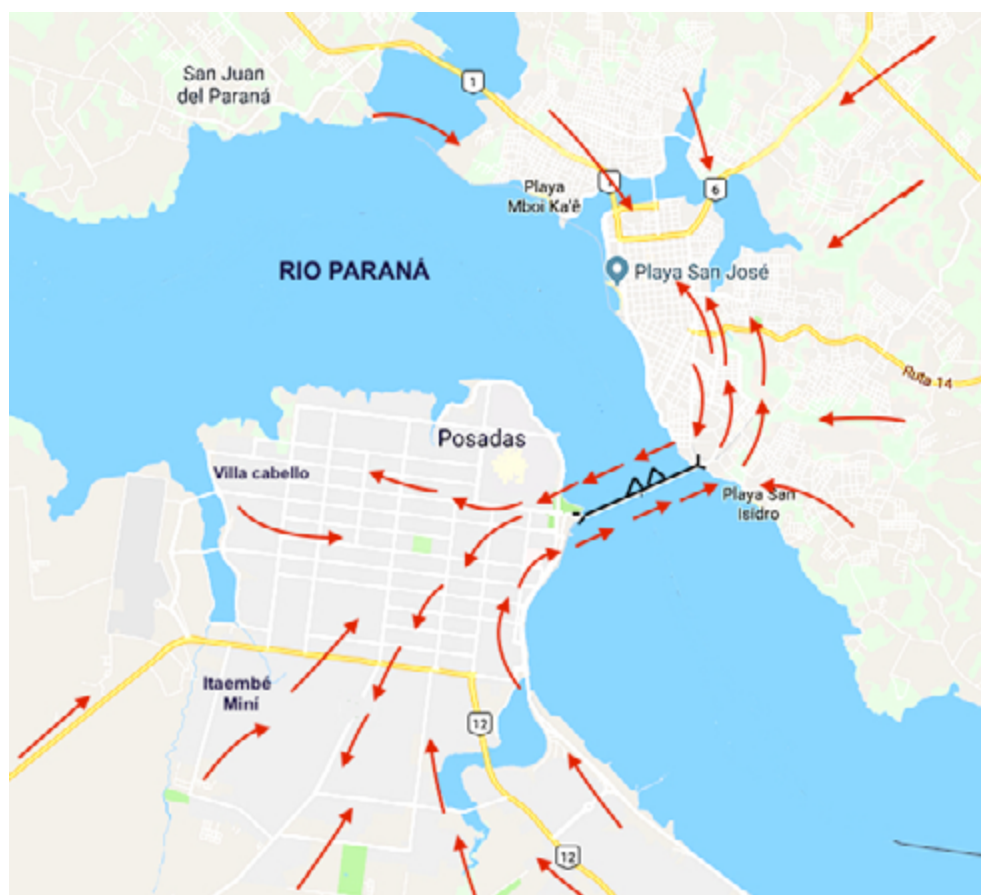 San Juan
del Paraná
1
Playa
Mboi Ka'ê
1
6
RIO PARANÁ
Playa San José
Ruta 14
Posadas
Villa cabello
Playa San
Isidro
Itaembé
Miní
12
12